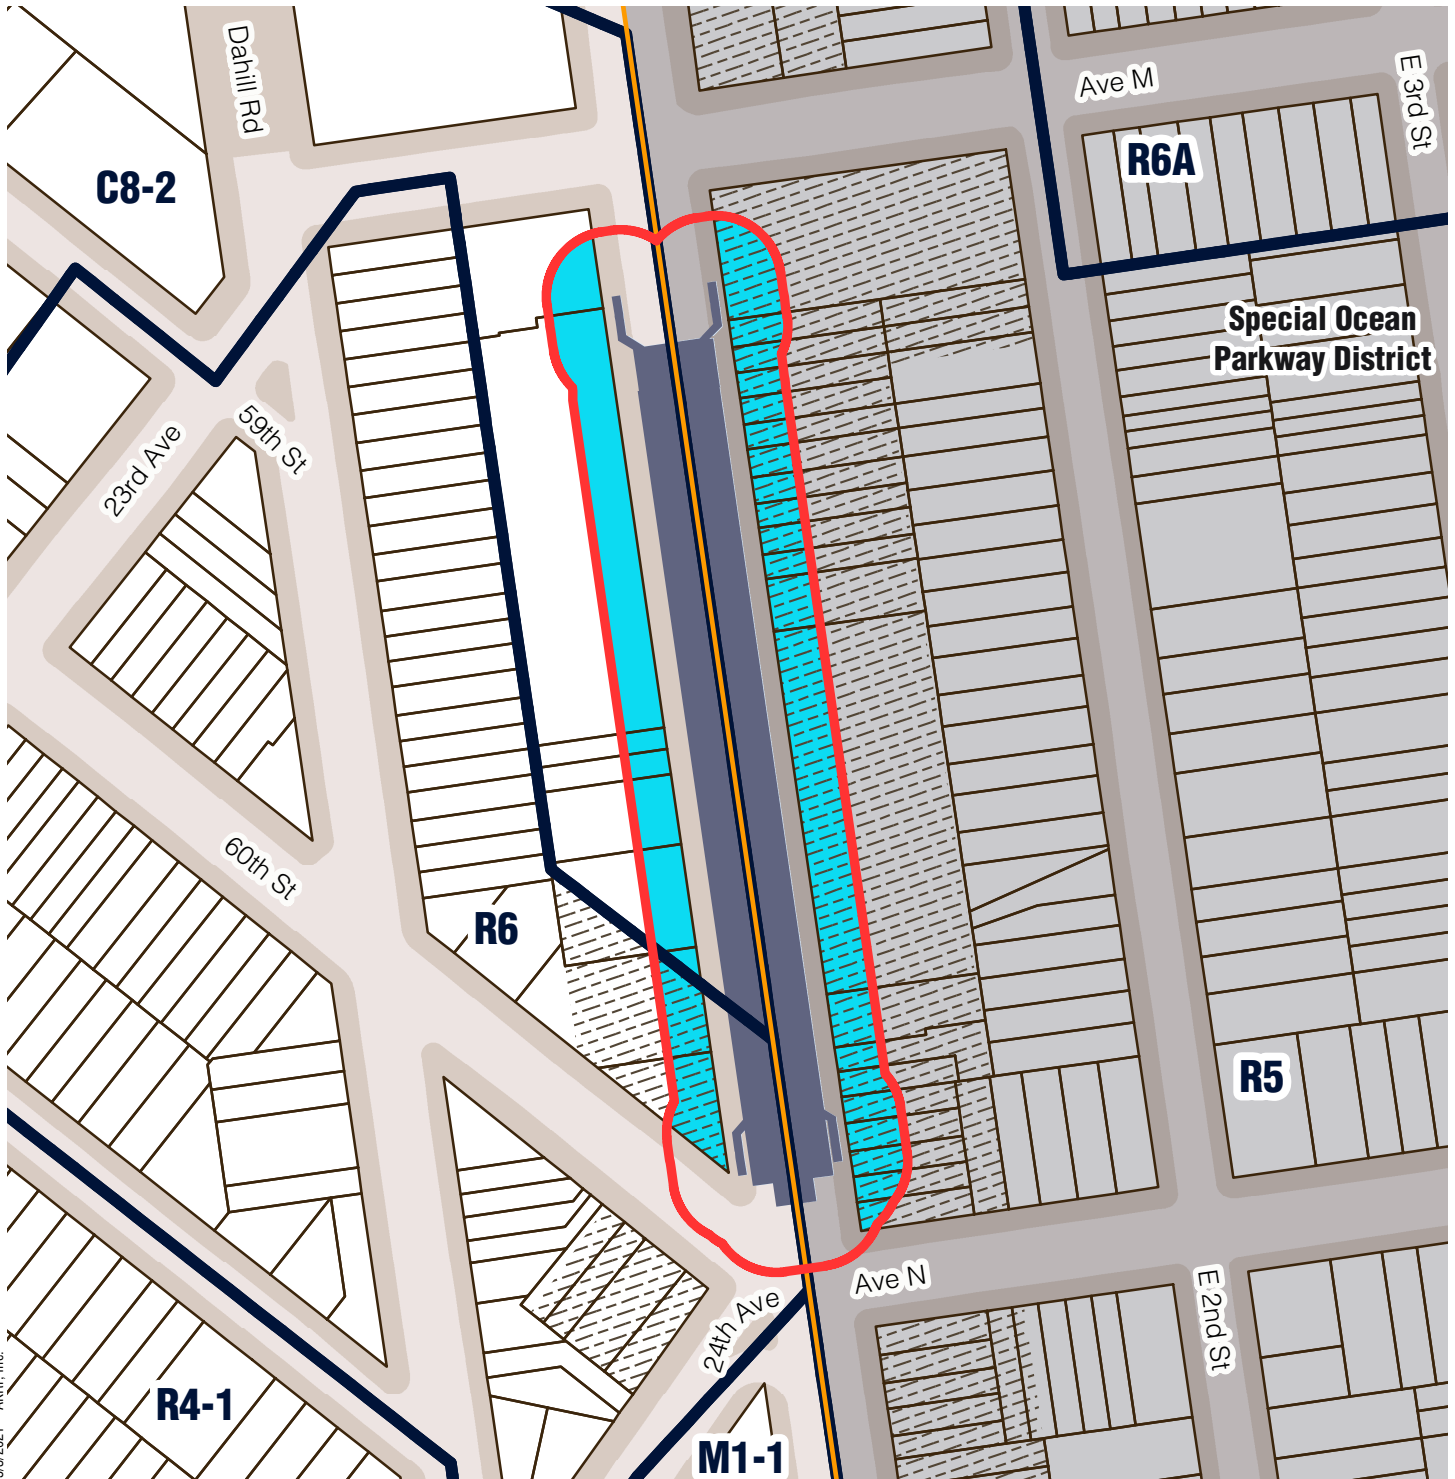 Dahill Rd
E 3rd St
Ave M
R6A
C8-2
Special Ocean
Parkway District
59th St
23rd Ave
60th St
R6
R5
Ave N
E 2nd St
24th Ave
R4-1
M1-1